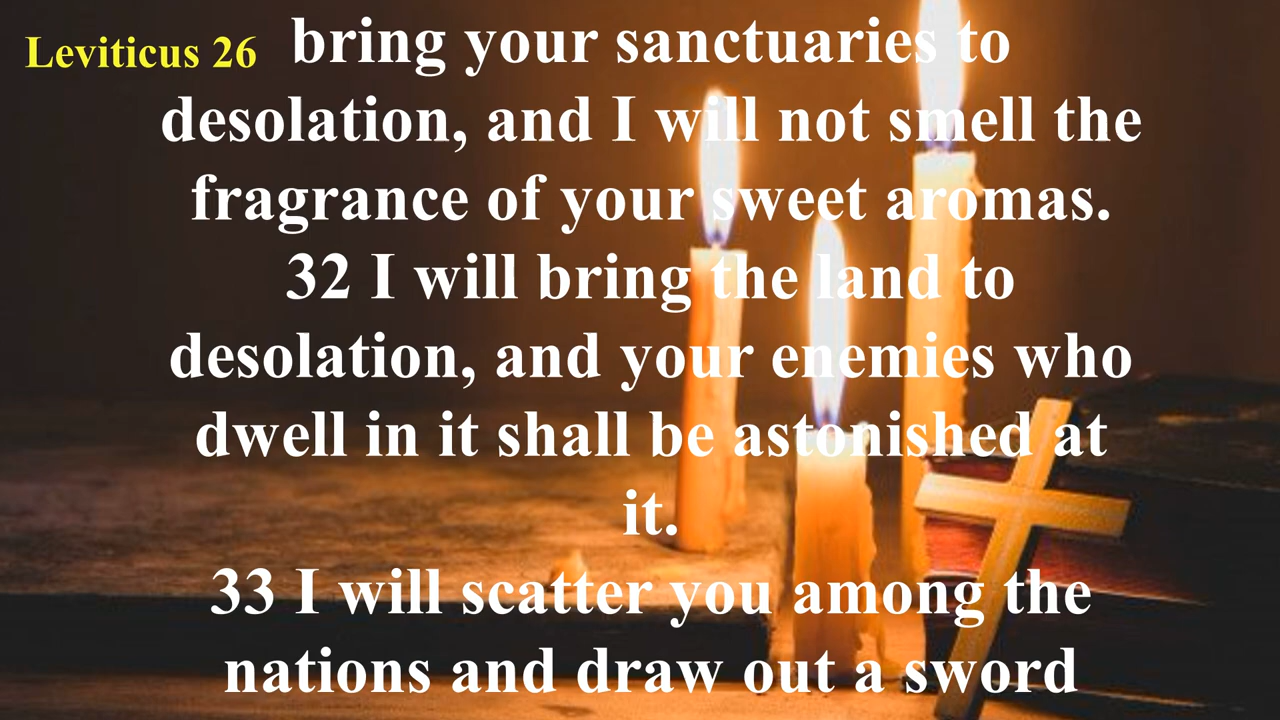 Leviticus 26
bring your sanctuaries to
desolation, and I will not smell the
fragrance of your sweet aromas.
32 I will bring the land to
desolation, and your enemies who
dwell in it shall be astonished at
it.
33 I will scatter you among the
nations and draw out a sword